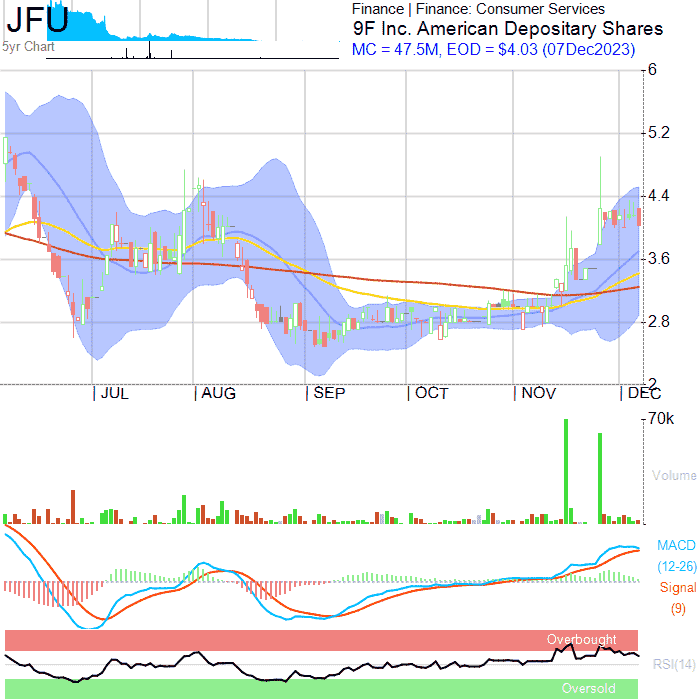 JFU
5yr Chart
Finance | Finance: Consumer Services
9F Inc. American Depositary Shares
MC = 47.5M, EOD = $4.03 (07Dec2023)
6
5.2
4.4
3.6
2.8
2
JUL AUG SEP OCT NOV DEC
70k
Volume
MACD
(12-26)
Signal
(9)
Overbought
RSI(14)
Oversold